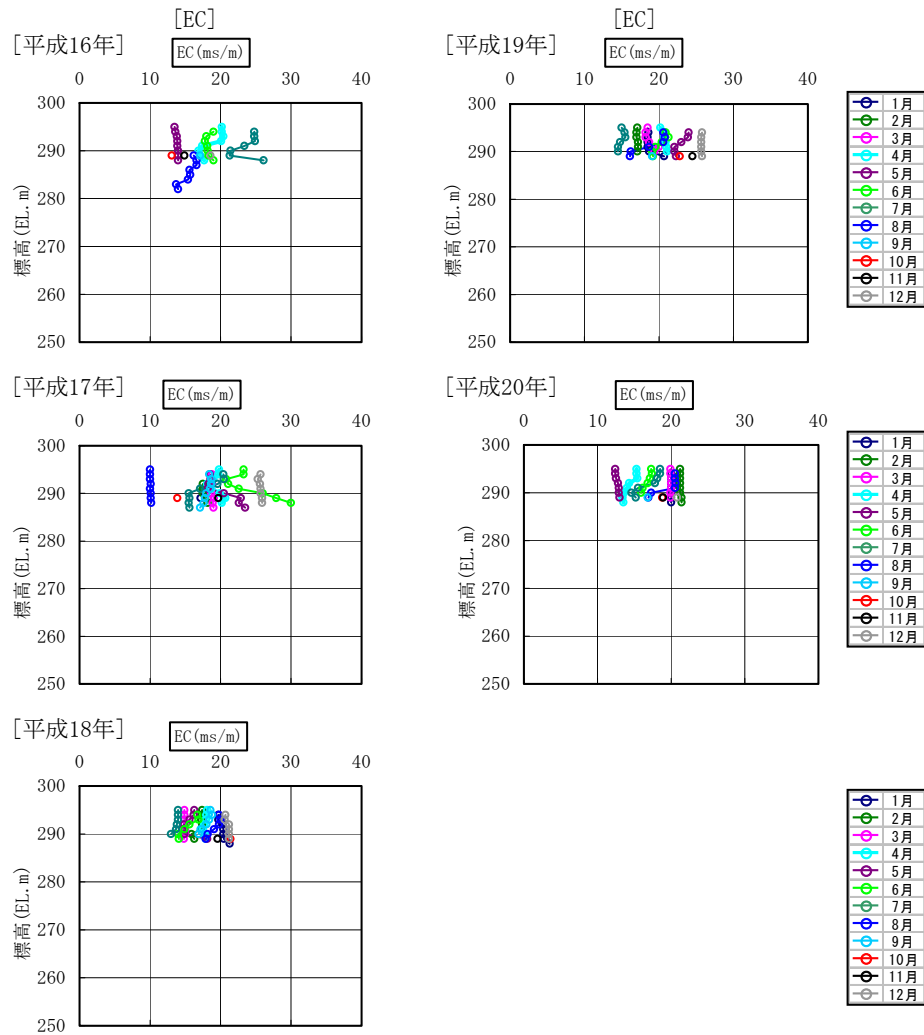 [EC]
[平成16年]
EC(ms/m)
0 10 20 30 40
300
290
280
270
260
250
標高(EL.m)
[EC]
[平成19年]
EC(ms/m)
0 10 20 30 40
300
290
280
270
260
250
標高(EL.m)
1月
2月
3月
4月
5月
6月
7月
8月
9月
10月
11月
12月
[平成17年]
EC(ms/m)
0 10 20 30 40
300
290
280
270
260
250
標高(EL.m)
[平成20年]
EC(ms/m)
0 10 20 30 40
300
290
280
270
260
250
標高(EL.m)
1月
2月
3月
4月
5月
6月
7月
8月
9月
10月
11月
12月
[平成18年]
EC(ms/m)
0 10 20 30 40
300
290
280
270
260
250
標高(EL.m)
1月
2月
3月
4月
5月
6月
7月
8月
9月
10月
11月
12月